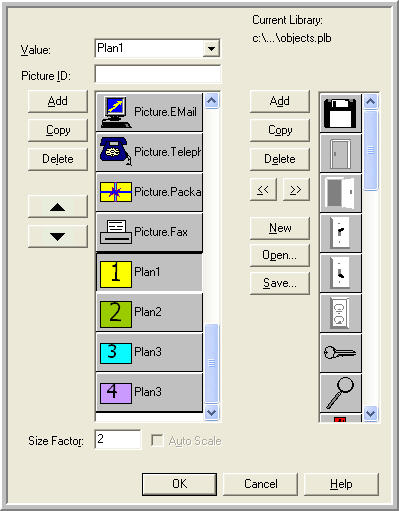 Current Library:
Value: Plan1
c:\...\objects.plb
Picture ID:
Add
Copy
Delete
Picture.EMail
Picture.Teleph
Picture.Packa
Picture.Fax
1 Plan1
2 Plan2
3 Plan3
4 Plan3
Add
Copy
Delete
<< >>
New
Open...
Save...
Size Factor: 2 Auto Scale
OK Cancel Help